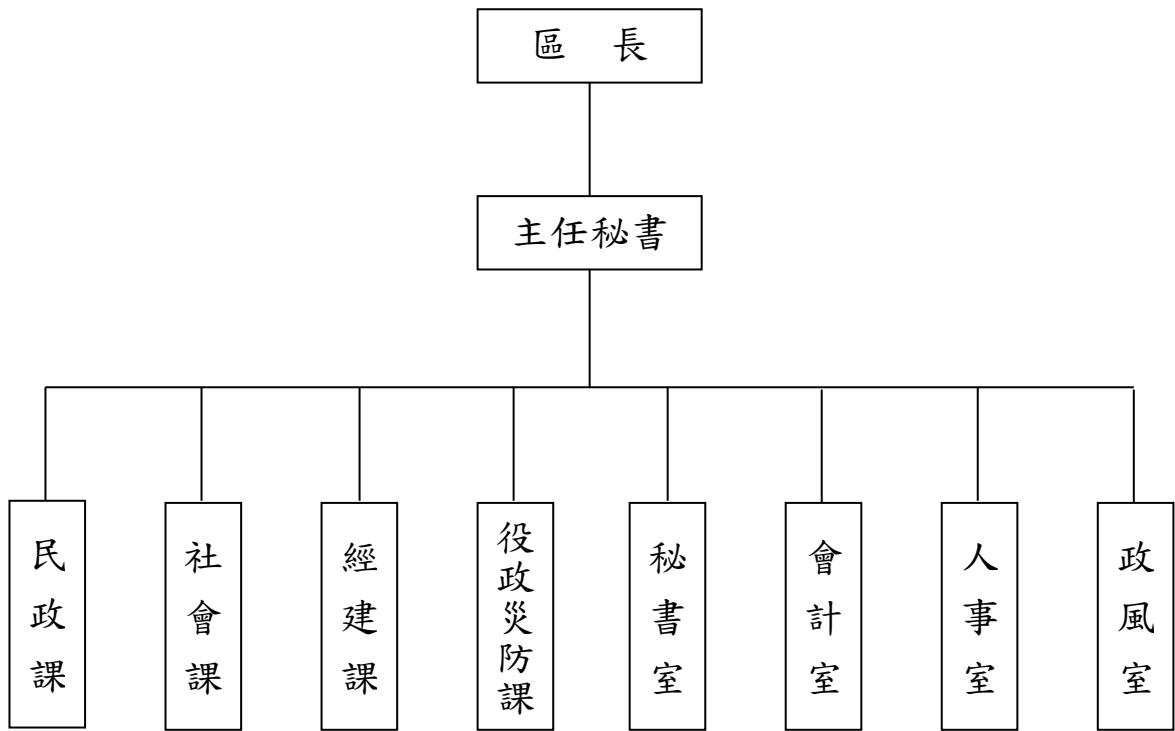 區　長
主任秘書
民政課
社會課
經建課
役政災防課
秘書室
會計室
人事室
政風室